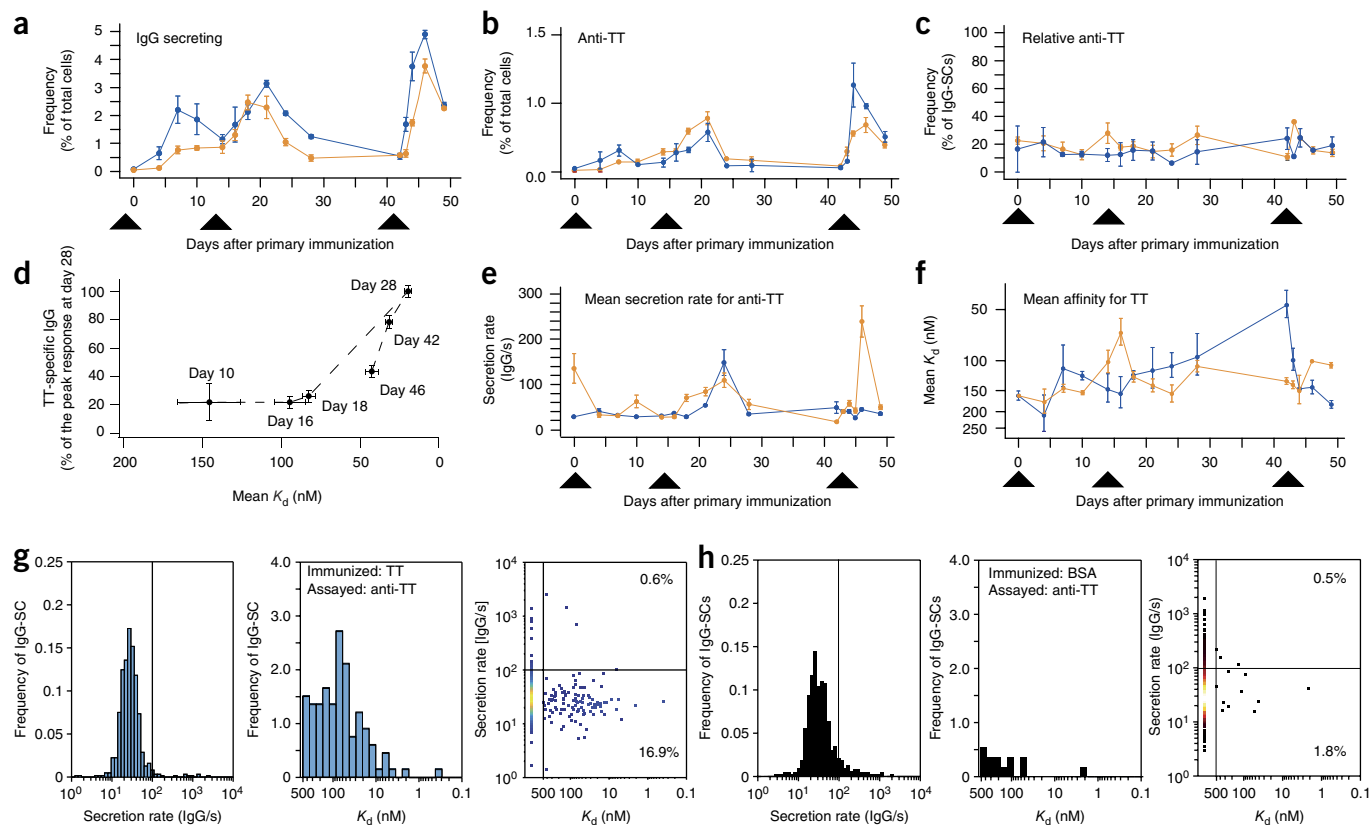 a
IgG secreting
Frequency
(% of total cells)
5
4
3
2
1
0
0 10 20 30 40 50
Days after primary immunization
b
Anti-TT
Frequency
(% of total cells)
1.5
1.0
0.0
0 10 20 30 40 50
Days after primary immunization
c
Relative anti-TT
Frequency
(% of IgG-SCs)
100
80
60
40
20
0
0 10 20 30 40 50
Days after primary immunization
d
TT-specific IgG
(% of the peak response at day 28)
100
80
60
40
20
0
Day 28
Day 42
Day 46
Day 10
Day 18
Day 16
200 150 100 50 0
Mean Kd (nM)
e
Mean secretion rate for anti-TT
Secretion rate
(IgG/s)
300
200
100
0
0 10 20 30 40 50
Days after primary immunization
f
Mean affinity for TT
Mean Kd (nM)
50
100
150
200
250
0 10 20 30 40 50
Days after primary immunization
g
Frequency of IgG-SC
0.25
0.2
0.15
0.1
0.05
0
10^0 10^1 10^2 10^3 10^4
Secretion rate (IgG/s)
Immunized: TT
Assayed: anti-TT
Frequency of IgG-SC
4.0
3.0
2.0
1.0
0
500 100 10 1 0.1
Kd (nM)
Secretion rate [IgG/s]
10^4
10^3
10^2
10^1
10^0
0.6%
16.9%
500 100 10 1 0.1
Kd (nM)
h
Frequency of IgG-SCs
0.25
0.2
0.15
0.1
0.05
0
10^0 10^1 10^2 10^3 10^4
Secretion rate (IgG/s)
Immunized: BSA
Assayed: anti-TT
Frequency of IgG-SCs
4.0
3.0
2.0
1.0
0
500 100 10 1 0.1
Kd (nM)
Secretion rate (IgG/s)
10^4
10^3
10^2
10^1
10^0
0.5%
1.8%
500 100 10 1 0.1
Kd (nM)